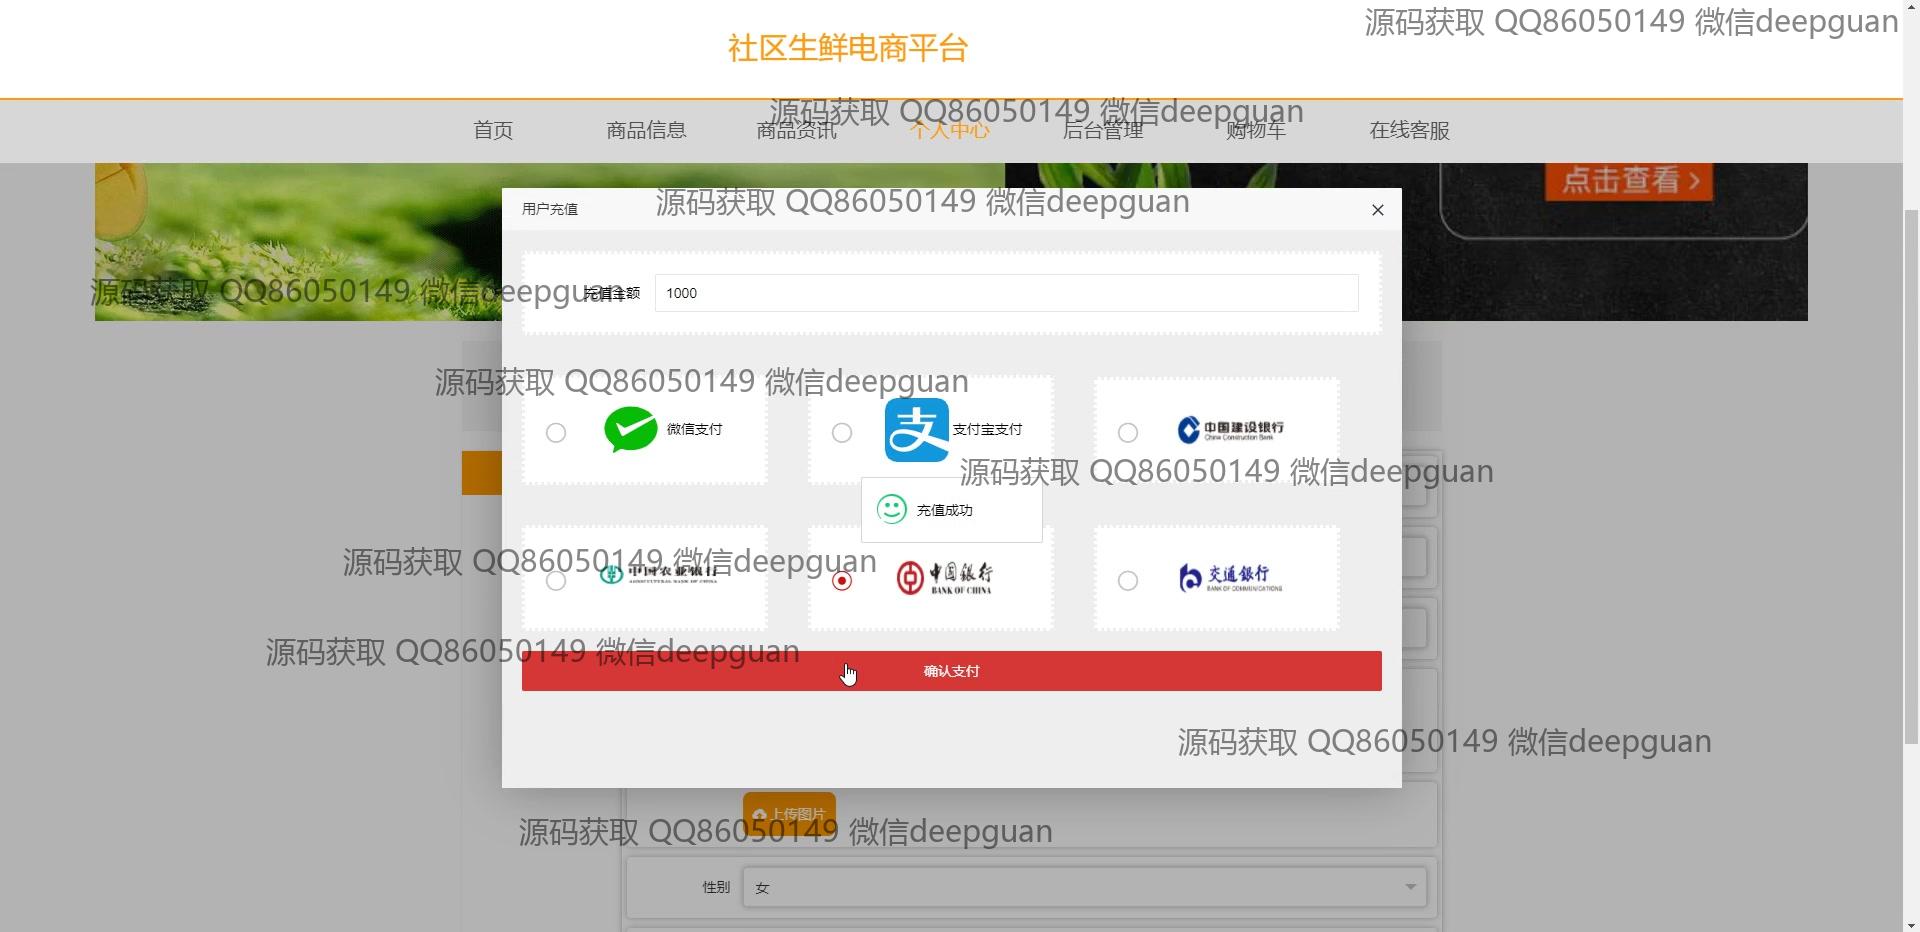 源码获取 QQ86050149 微信deepguan
社区生鲜电商平台
源码获取 QQ86050149 微信deepguan
首页 商品信息 商品资讯 个人中心 后台管理 购物车 在线客服
点击查看 >
用户充值
源码获取 QQ86050149 微信deepguan
源码获取 QQ86050149 微信deepguan
充值金额 1000
源码获取 QQ86050149 微信deepguan
微信支付 支付宝支付 中国建设银行
支
China Construction Bank
源码获取 QQ86050149 微信deepguan
充值成功
源码获取 QQ86050149 微信deepguan
中国农业银行 中国银行 交通银行
AGRICULTURAL BANK OF CHINA BANK OF CHINA BANK OF COMMUNICATIONS
源码获取 QQ86050149 微信deepguan
确认支付
源码获取 QQ86050149 微信deepguan
上传图片
源码获取 QQ86050149 微信deepguan
性别 女